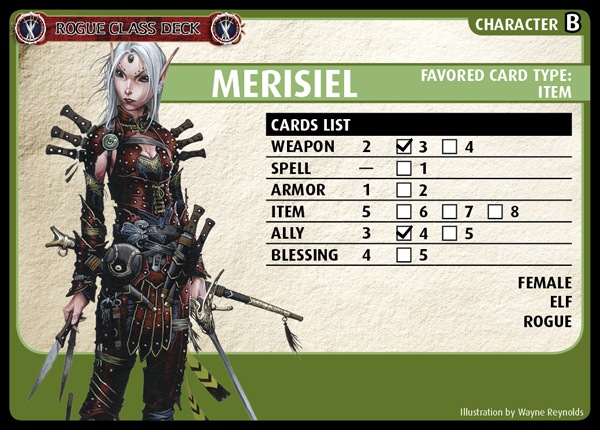 ROGUE CLASS DECK
CHARACTER B
MERISIEL
FAVORED CARD TYPE:
ITEM
CARDS LIST
WEAPON 2 ☑ 3 ☐ 4
SPELL — ☐ 1
ARMOR 1 ☐ 2
ITEM 5 ☐ 6 ☐ 7 ☐ 8
ALLY 3 ☑ 4 ☐ 5
BLESSING 4 ☐ 5
FEMALE
ELF
ROGUE
Illustration by Wayne Reynolds